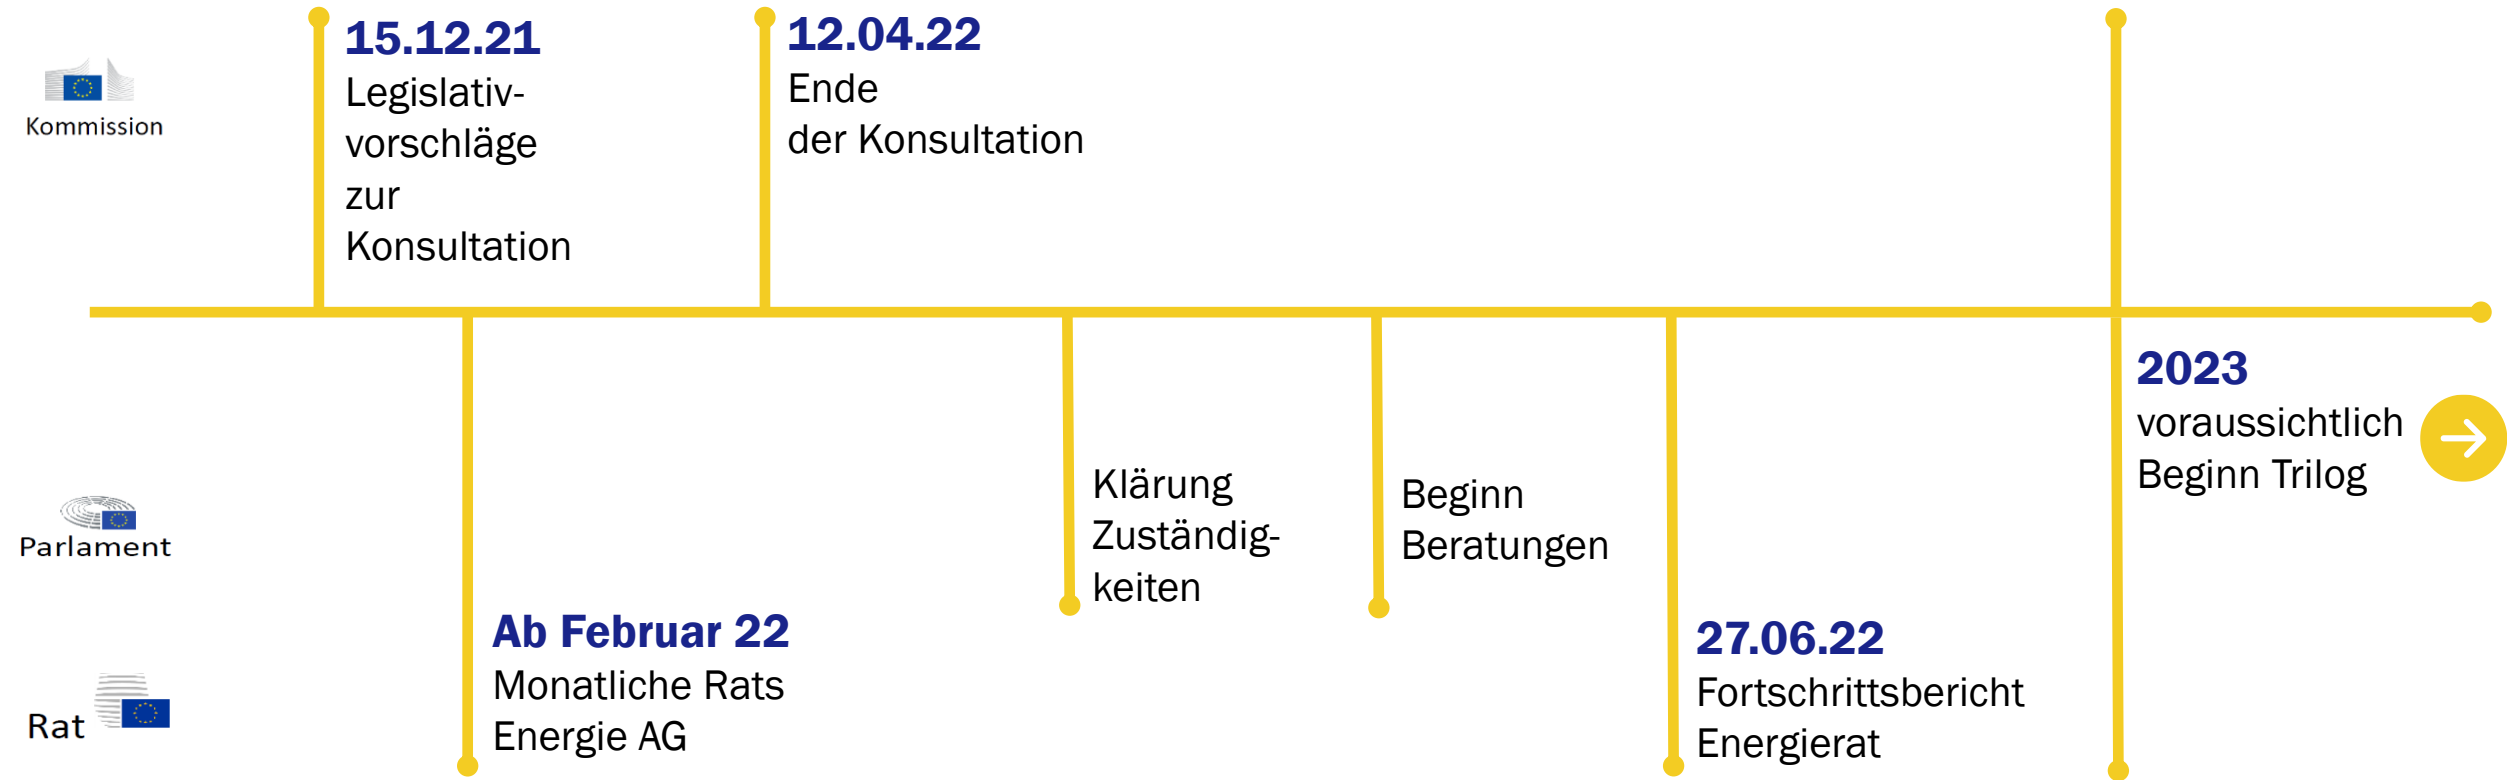 Kommission
15.12.21
Legislativ-
vorschläge
zur
Konsultation
12.04.22
Ende
der Konsultation
Parlament
Klärung
Zuständig-
keiten
Beginn
Beratungen
2023
voraussichtlich
Beginn Trilog
Rat
Ab Februar 22
Monatliche Rats
Energie AG
27.06.22
Fortschrittsbericht
Energierat